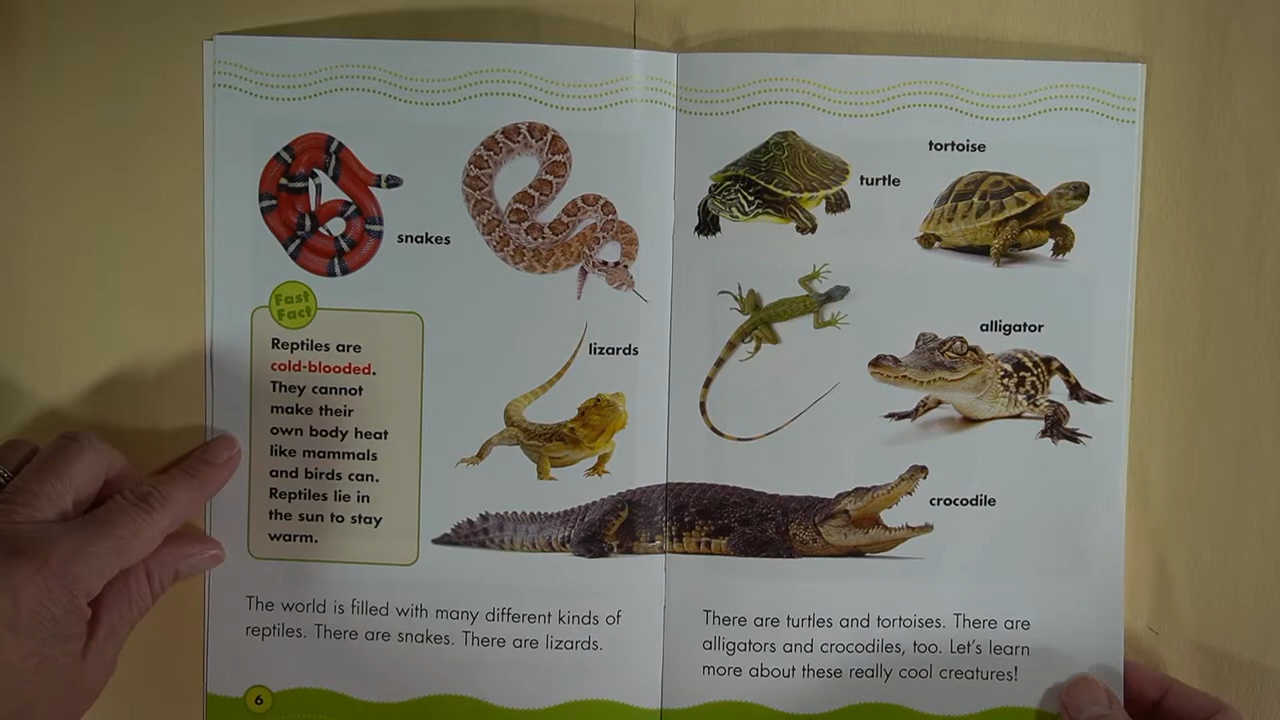 snakes
Fast
Fact
Reptiles are
cold-blooded.
They cannot
make their
own body heat
like mammals
and birds can.
Reptiles lie in
the sun to stay
warm.
lizards
The world is filled with many different kinds of
reptiles. There are snakes. There are lizards.
6
tortoise
turtle
alligator
crocodile
There are turtles and tortoises. There are
alligators and crocodiles, too. Let's learn
more about these really cool creatures!